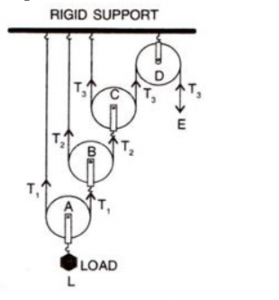 RIGID SUPPORT
D
T₃ C T₃ T₃
E
T₂ B T₂
T₁ A T₁
LOAD
L